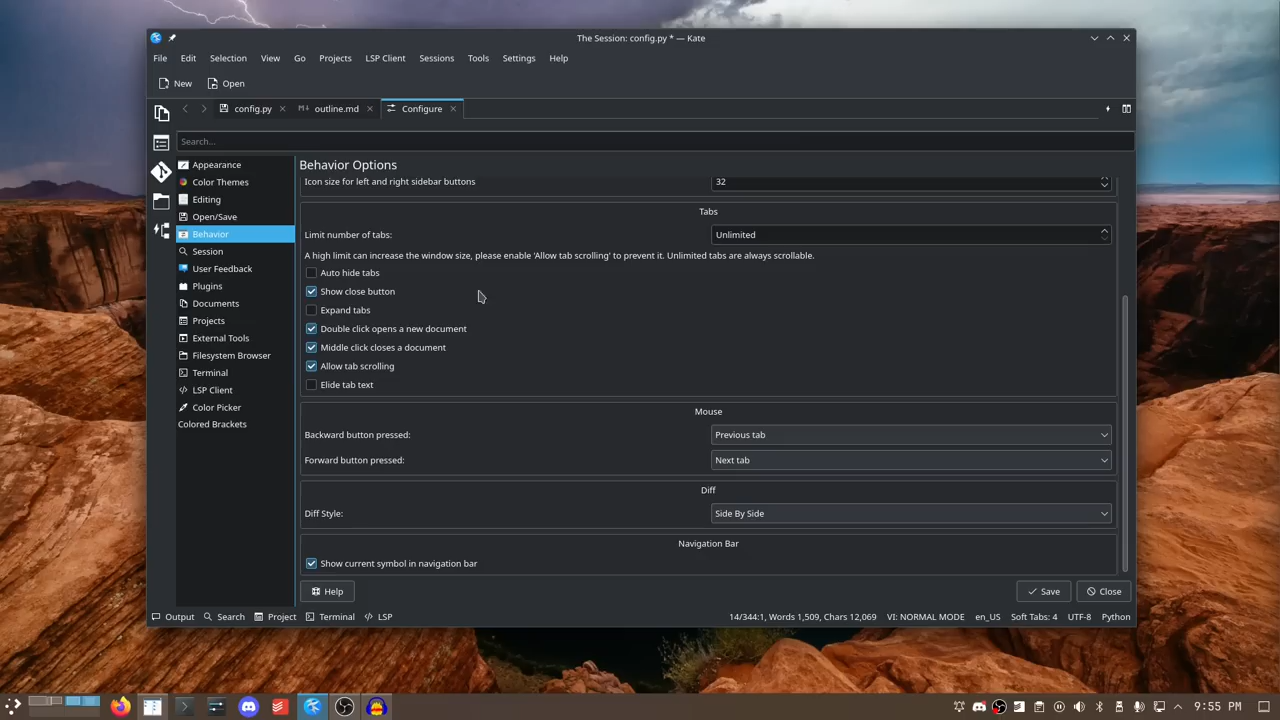 The Session: config.py * — Kate
File Edit Selection View Go Projects LSP Client Sessions Tools Settings Help
New Open
config.py outline.md Configure
Search...
Appearance
Color Themes
Editing
Open/Save
Behavior
Session
User Feedback
Plugins
Documents
Projects
External Tools
Filesystem Browser
Terminal
LSP Client
Color Picker
Colored Brackets
Behavior Options
Icon size for left and right sidebar buttons 32
Tabs
Limit number of tabs: Unlimited
A high limit can increase the window size, please enable 'Allow tab scrolling' to prevent it. Unlimited tabs are always scrollable.
Auto hide tabs
Show close button
Expand tabs
Double click opens a new document
Middle click closes a document
Allow tab scrolling
Elide tab text
Mouse
Backward button pressed: Previous tab
Forward button pressed: Next tab
Diff
Diff Style: Side By Side
Navigation Bar
Show current symbol in navigation bar
Help Save Close
Output Search Project Terminal LSP 14/344:1, Words 1,509, Chars 12,069 VI: NORMAL MODE en_US Soft Tabs: 4 UTF-8 Python
9:55 PM